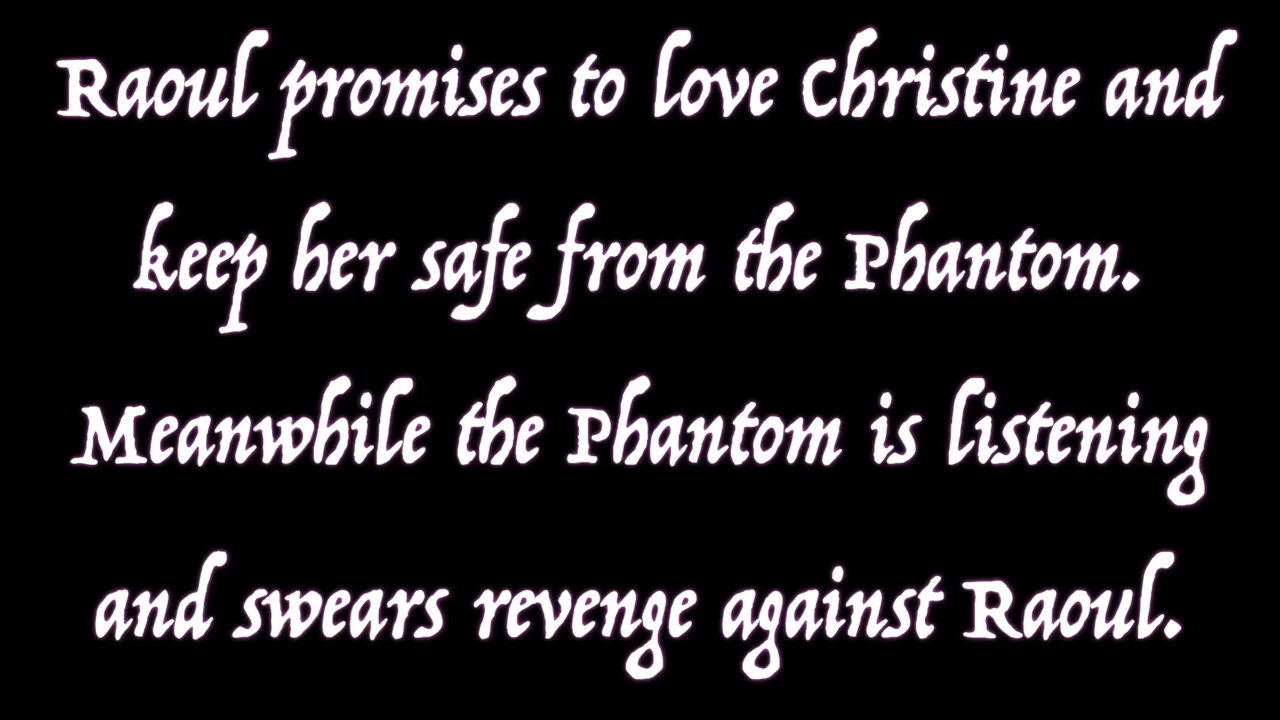 Raoul promises to love Christine and
keep her safe from the Phantom.
Meanwhile the Phantom is listening
and swears revenge against Raoul.